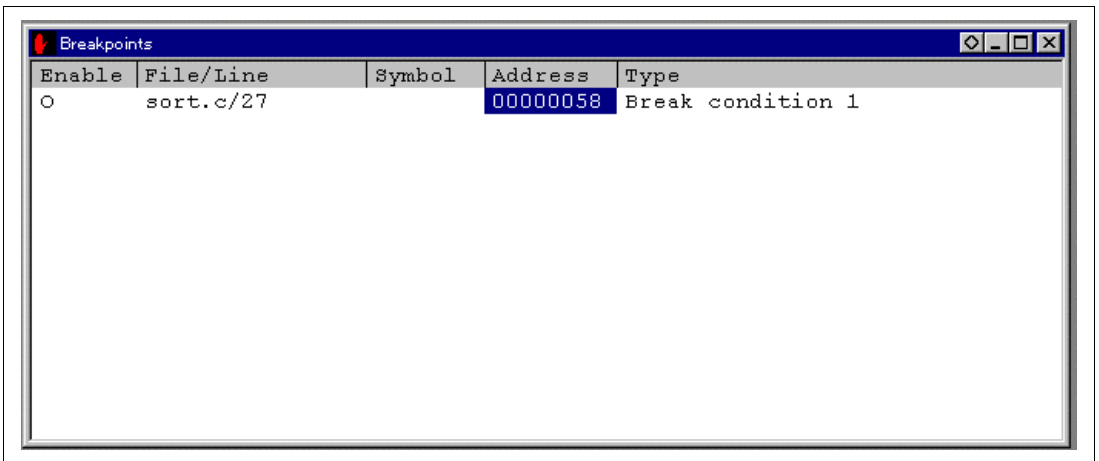 Breakpoints
Enable File/Line Symbol Address Type
O sort.c/27 00000058 Break condition 1